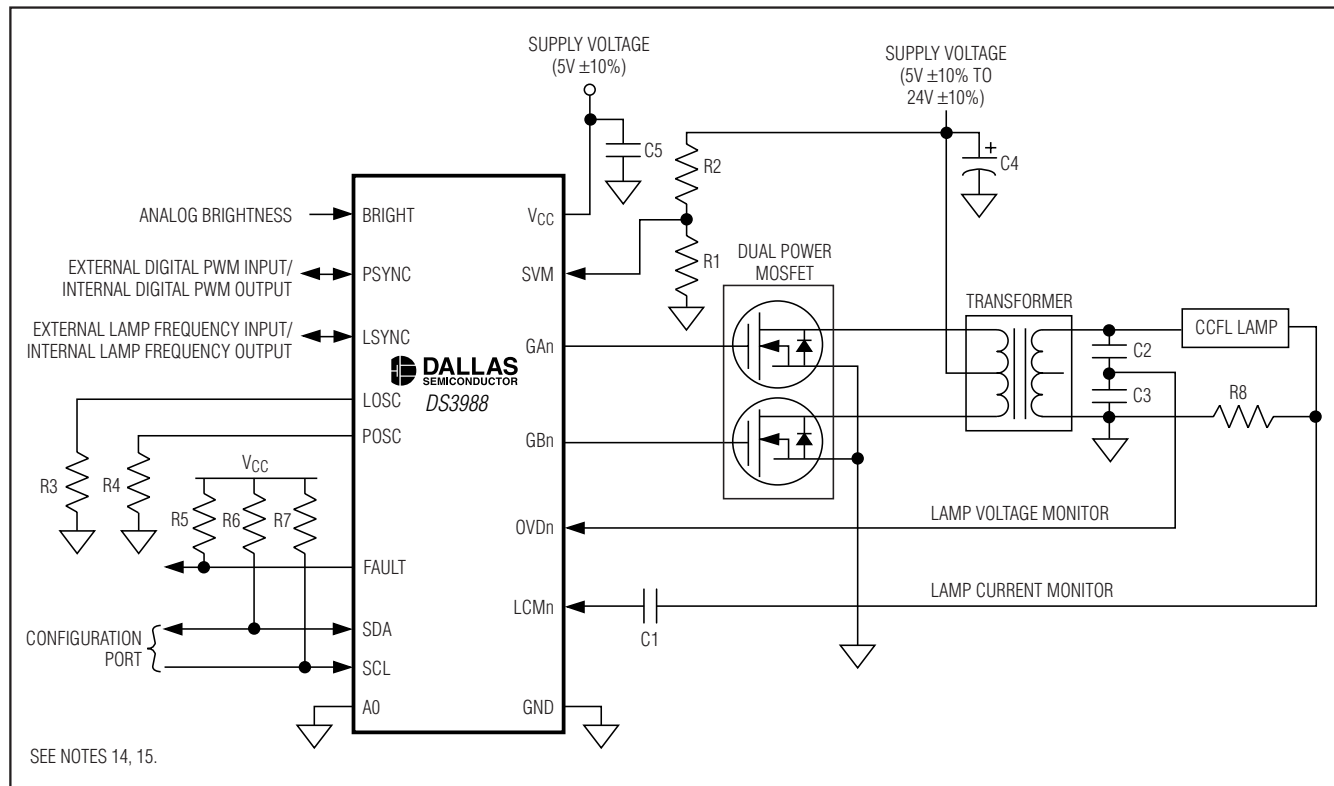 SUPPLY VOLTAGE
(5V ±10%)
SUPPLY VOLTAGE
(5V ±10% TO
24V ±10%)
C5
R2
+
C4
ANALOG BRIGHTNESS
BRIGHT
VCC
EXTERNAL DIGITAL PWM INPUT/
INTERNAL DIGITAL PWM OUTPUT
PSYNC
SVM
R1
DUAL POWER
MOSFET
EXTERNAL LAMP FREQUENCY INPUT/
INTERNAL LAMP FREQUENCY OUTPUT
LSYNC
GAn
TRANSFORMER
CCFL LAMP
C2
C3
R8
DALLAS
SEMICONDUCTOR
DS3988
LOSC
POSC
GBn
R3
R4
VCC
R5
R6
R7
OVDn
LAMP VOLTAGE MONITOR
FAULT
LCMn
C1
LAMP CURRENT MONITOR
CONFIGURATION
PORT
SDA
SCL
A0
GND
SEE NOTES 14, 15.